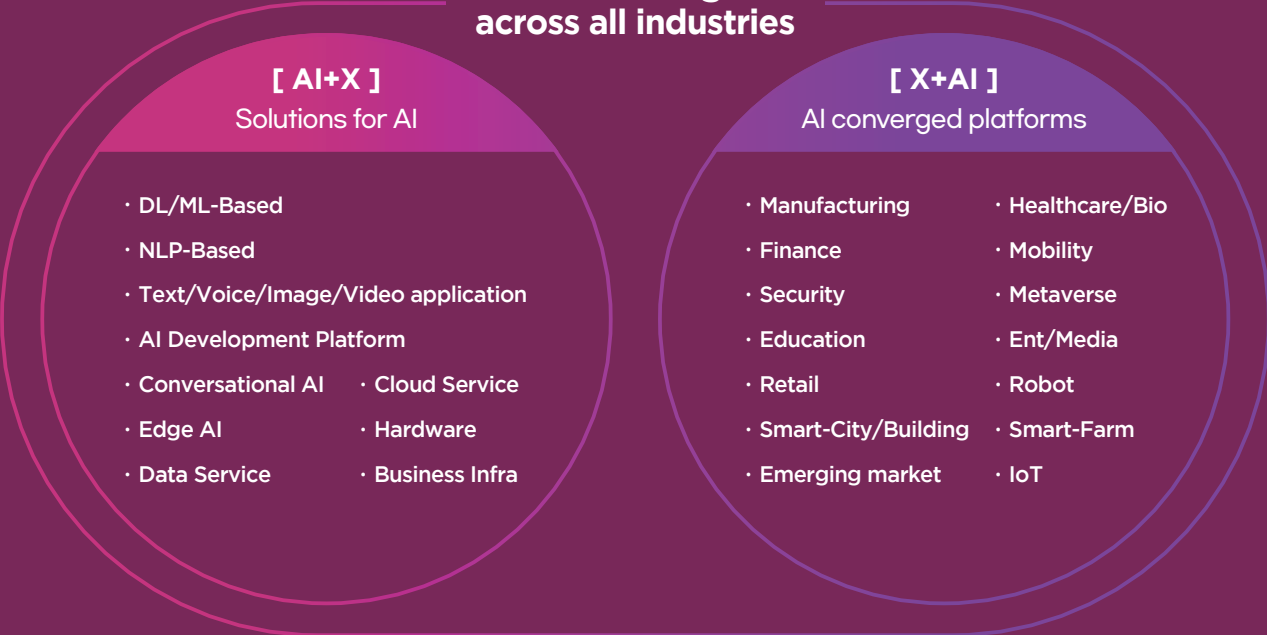 across all industries
[ AI+X ]
Solutions for AI
· DL/ML-Based
· NLP-Based
· Text/Voice/Image/Video application
· AI Development Platform
· Conversational AI · Cloud Service
· Edge AI · Hardware
· Data Service · Business Infra
[ X+AI ]
AI converged platforms
· Manufacturing · Healthcare/Bio
· Finance · Mobility
· Security · Metaverse
· Education · Ent/Media
· Retail · Robot
· Smart-City/Building · Smart-Farm
· Emerging market · IoT